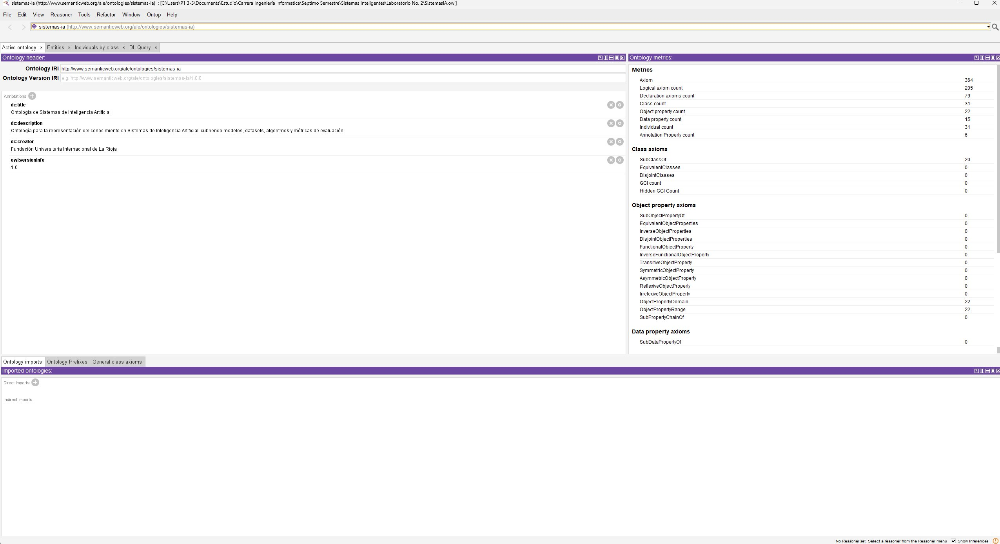 sistemas-ia (http://www.semanticweb.org/ale/ontologies/sistemas-ia) : [C:\Users\P1 3-3\Documents\Estudio\Carrera Ingeniería Informatica\Septimo Semestre\Sistemas Inteligentes\Laboratorio No. 2\SistemasIA.owl]
File Edit View Reasoner Tools Refactor Window Ontop Help
sistemas-ia (http://www.semanticweb.org/ale/ontologies/sistemas-ia)
Active ontology × Entities × Individuals by class × DL Query ×
Ontology header:
Ontology IRI http://www.semanticweb.org/ale/ontologies/sistemas-ia
Ontology Version IRI e.g. http://www.semanticweb.org/ale/ontologies/sistemas-ia/1.0.0
Annotations
dc:title
Ontología de Sistemas de Inteligencia Artificial
dc:description
Ontología para la representación del conocimiento en Sistemas de Inteligencia Artificial, cubriendo modelos, datasets, algoritmos y métricas de evaluación.
dc:creator
Fundación Universitaria Internacional de La Rioja
owl:versionInfo
1.0
Ontology metrics:
Metrics
Axiom 364
Logical axiom count 205
Declaration axioms count 79
Class count 31
Object property count 22
Data property count 15
Individual count 31
Annotation Property count 6
Class axioms
SubClassOf 20
EquivalentClasses 0
DisjointClasses 0
GCI count 0
Hidden GCI Count 0
Object property axioms
SubObjectPropertyOf 0
EquivalentObjectProperties 0
InverseObjectProperties 0
DisjointObjectProperties 0
FunctionalObjectProperty 0
InverseFunctionalObjectProperty 0
TransitiveObjectProperty 0
SymmetricObjectProperty 0
AsymmetricObjectProperty 0
ReflexiveObjectProperty 0
IrrefexiveObjectProperty 0
ObjectPropertyDomain 22
ObjectPropertyRange 22
SubPropertyChainOf 0
Data property axioms
SubDataPropertyOf 0
Ontology imports Ontology Prefixes General class axioms
Imported ontologies:
Direct Imports
Indirect Imports
No Reasoner set. Select a reasoner from the Reasoner menu Show Inferences